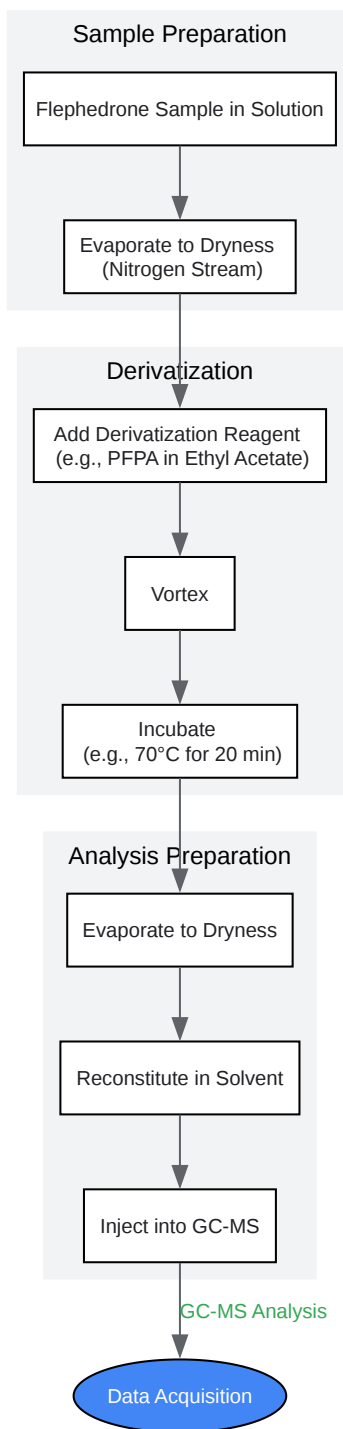 Sample Preparation
Flephedrone Sample in Solution
Evaporate to Dryness
(Nitrogen Stream)
Derivatization
Add Derivatization Reagent
(e.g., PFPA in Ethyl Acetate)
Vortex
Incubate
(e.g., 70°C for 20 min)
Analysis Preparation
Evaporate to Dryness
Reconstitute in Solvent
Inject into GC-MS
GC-MS Analysis
Data Acquisition